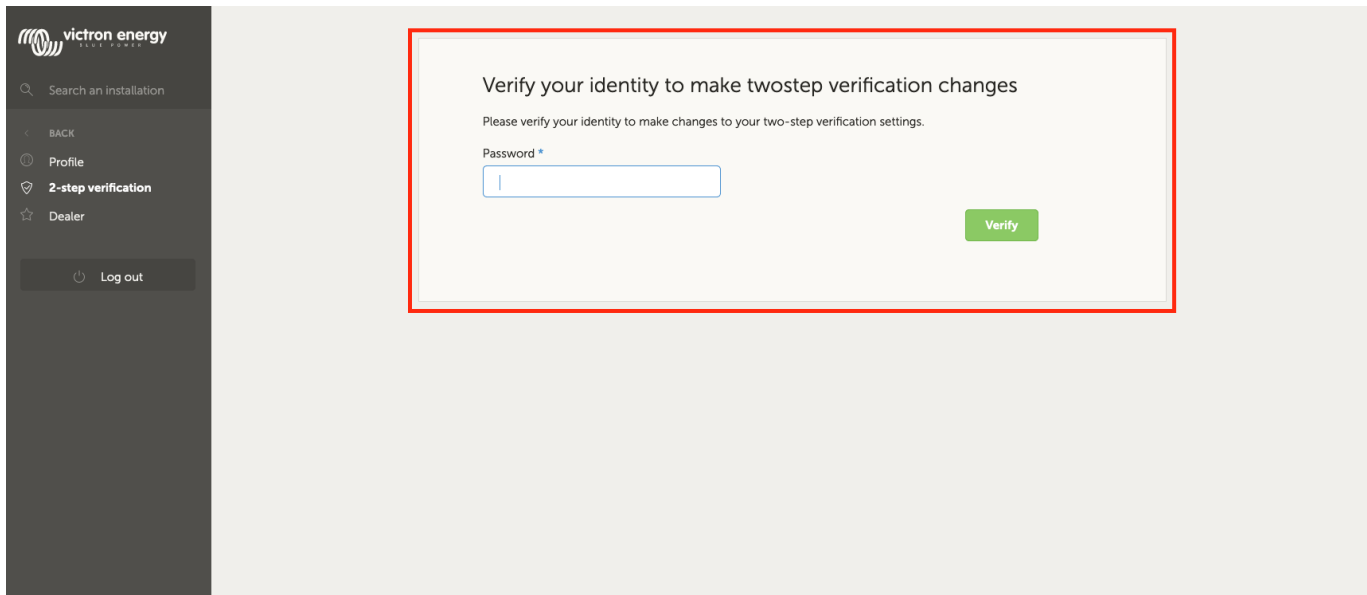 victron energy
BLUE POWER
Search an installation
BACK
Profile
2-step verification
Dealer
Log out
Verify your identity to make twostep verification changes
Please verify your identity to make changes to your two-step verification settings.
Password *
Verify